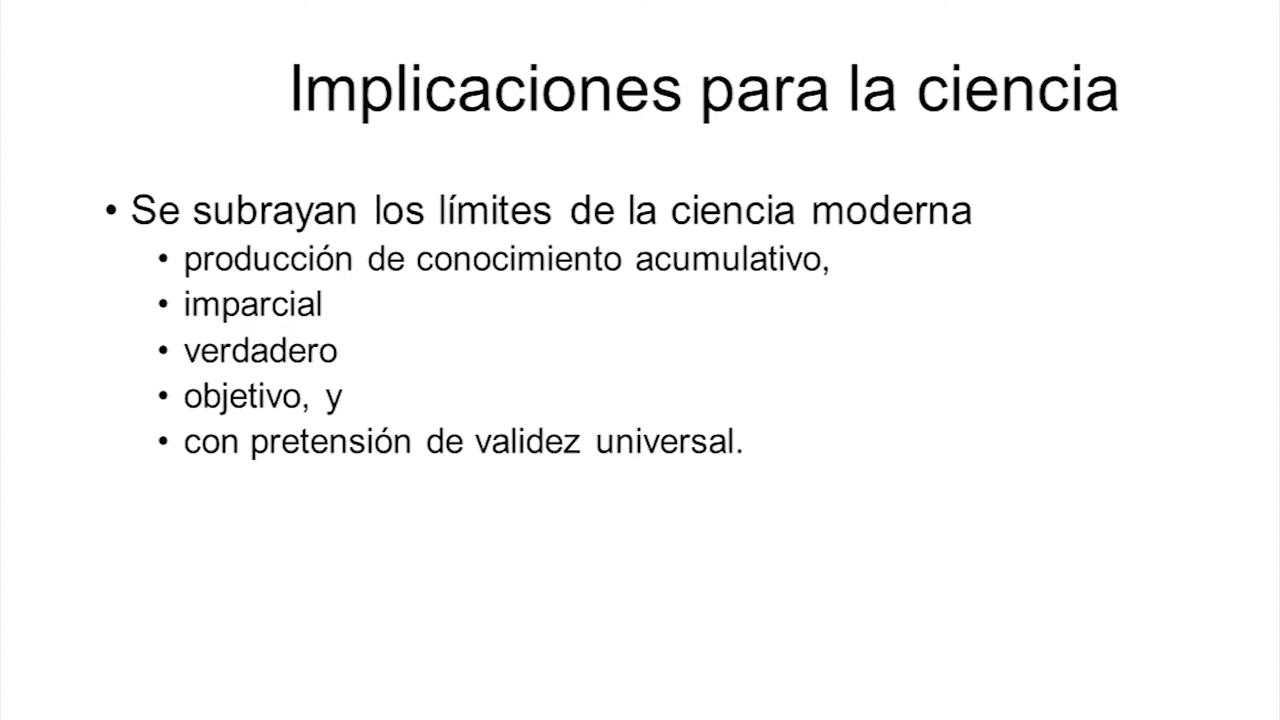 Implicaciones para la ciencia
• Se subrayan los límites de la ciencia moderna
• producción de conocimiento acumulativo,
• imparcial
• verdadero
• objetivo, y
• con pretensión de validez universal.